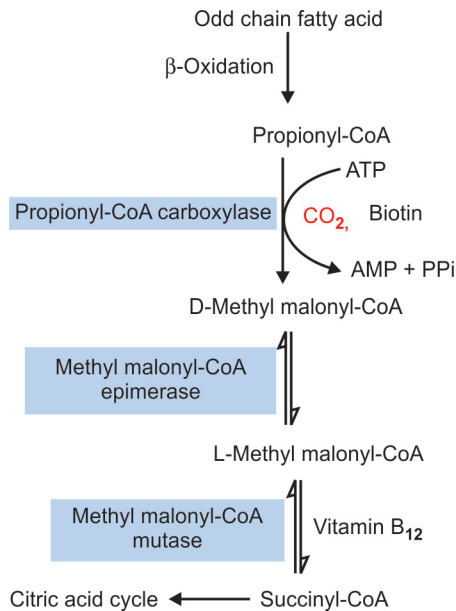 Odd chain fatty acid
β-Oxidation
Propionyl-CoA
ATP
Propionyl-CoA carboxylase
CO2, Biotin
AMP + PPi
D-Methyl malonyl-CoA
Methyl malonyl-CoA
epimerase
L-Methyl malonyl-CoA
Methyl malonyl-CoA
mutase
Vitamin B12
Citric acid cycle
Succinyl-CoA